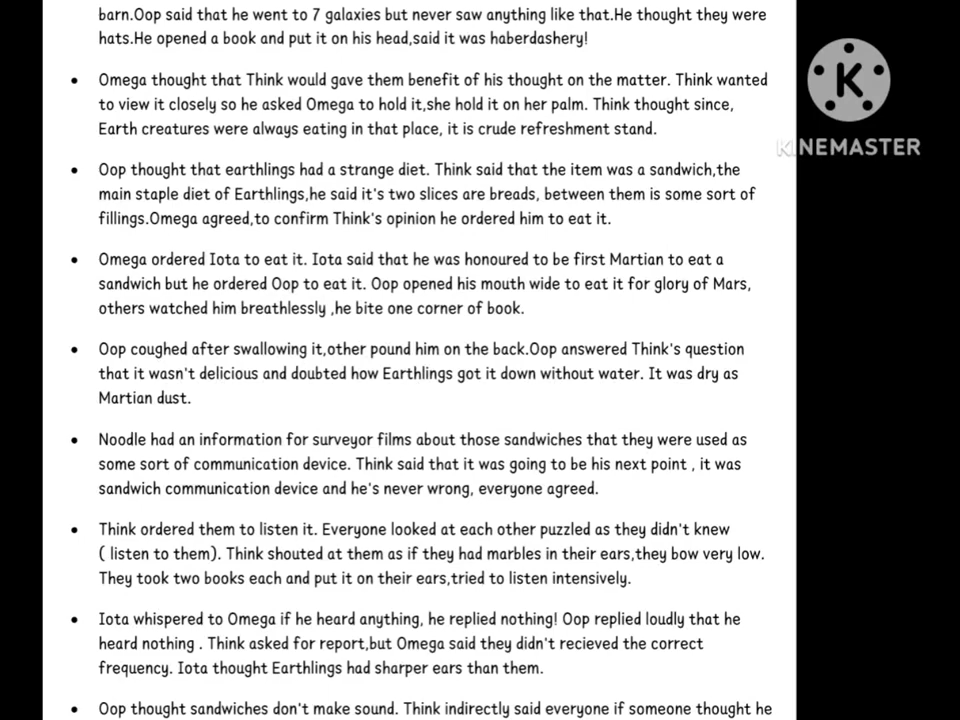 barn.Oop said that he went to 7 galaxies but never saw anything like that.He thought they were
hats.He opened a book and put it on his head,said it was haberdashery!
• Omega thought that Think would gave them benefit of his thought on the matter. Think wanted
to view it closely so he asked Omega to hold it,she hold it on her palm. Think thought since,
Earth creatures were always eating in that place, it is crude refreshment stand.
• Oop thought that earthlings had a strange diet. Think said that the item was a sandwich,the
main staple diet of Earthlings,he said it's two slices are breads, between them is some sort of
fillings.Omega agreed,to confirm Think's opinion he ordered him to eat it.
• Omega ordered Iota to eat it. Iota said that he was honoured to be first Martian to eat a
sandwich but he ordered Oop to eat it. Oop opened his mouth wide to eat it for glory of Mars,
others watched him breathlessly ,he bite one corner of book.
• Oop coughed after swallowing it,other pound him on the back.Oop answered Think's question
that it wasn't delicious and doubted how Earthlings got it down without water. It was dry as
Martian dust.
• Noodle had an information for surveyor films about those sandwiches that they were used as
some sort of communication device. Think said that it was going to be his next point , it was
sandwich communication device and he's never wrong, everyone agreed.
• Think ordered them to listen it. Everyone looked at each other puzzled as they didn't knew
( listen to them). Think shouted at them as if they had marbles in their ears,they bow very low.
They took two books each and put it on their ears,tried to listen intensively.
• Iota whispered to Omega if he heard anything, he replied nothing! Oop replied loudly that he
heard nothing . Think asked for report,but Omega said they didn't recieved the correct
frequency. Iota thought Earthlings had sharper ears than them.
• Oop thought sandwiches don't make sound. Think indirectly said everyone if someone thought he
K
KINEMASTER